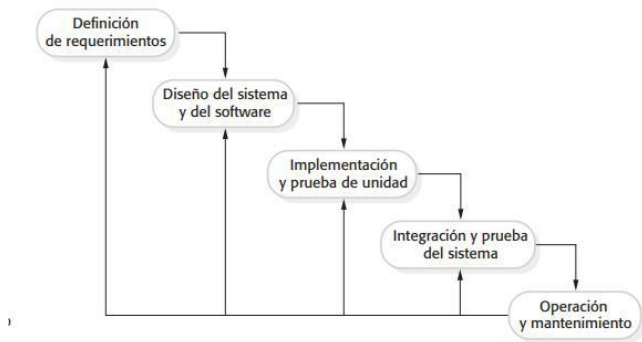 Definición
de requerimientos
Diseño del sistema
y del software
Implementación
y prueba de unidad
Integración y prueba
del sistema
Operación
y mantenimiento